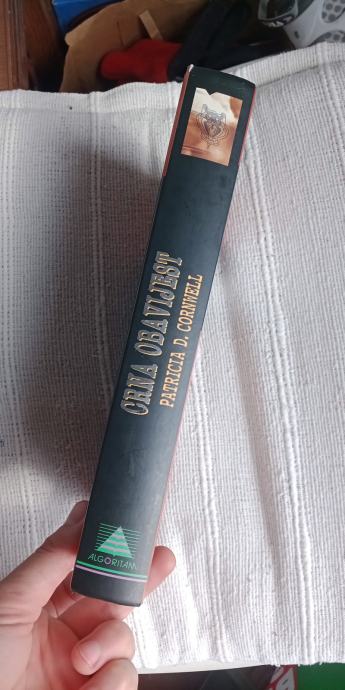 CRNA OBAVIJEST
PATRICIA D. CORNWELL
ALGORITAM